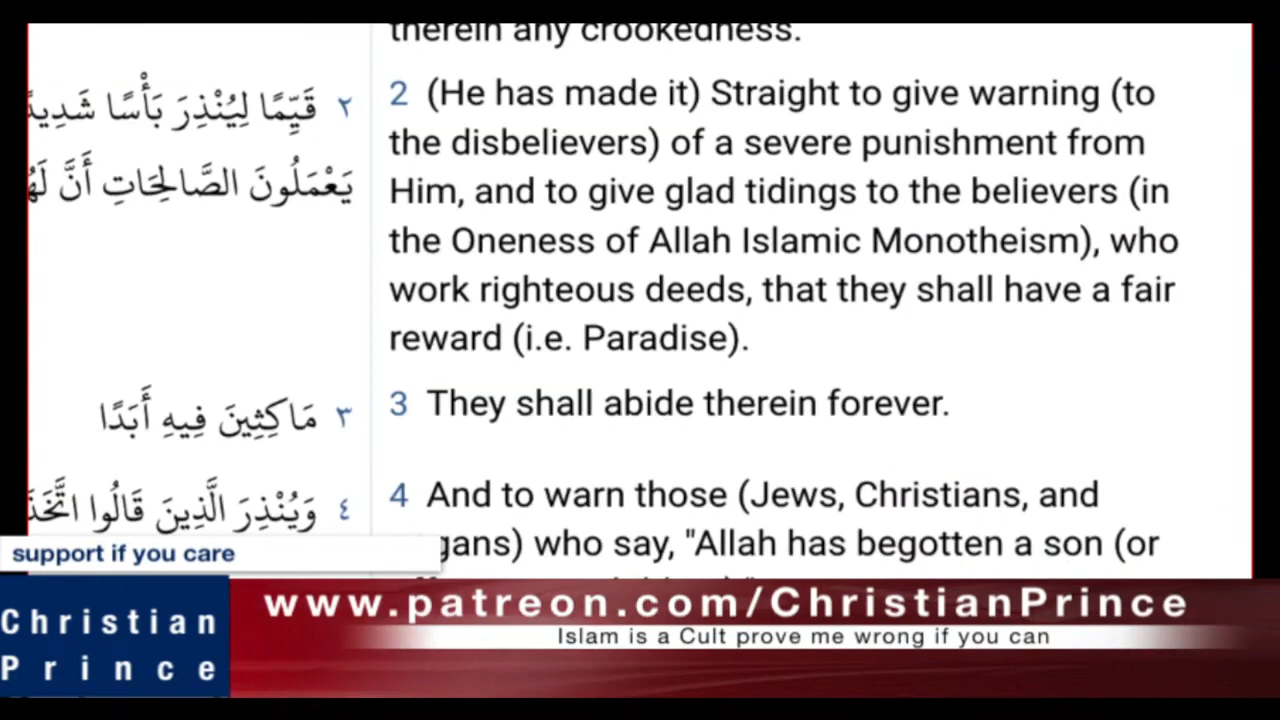 therein any crookedness.
٢ قَيِّمًا لِيُنْذِرَ بَأْسًا
يَعْمَلُونَ الصَّالِحَاتِ أَنَّ
2 (He has made it) Straight to give warning (to
the disbelievers) of a severe punishment from
Him, and to give glad tidings to the believers (in
the Oneness of Allah Islamic Monotheism), who
work righteous deeds, that they shall have a fair
reward (i.e. Paradise).
٣ مَاكِثِينَ فِيهِ أَبَدًا
3 They shall abide therein forever.
٤ وَيُنْذِرَ الَّذِينَ قَالُوا
4 And to warn those (Jews, Christians, and
gans) who say, "Allah has begotten a son (or
support if you care
Christian
Prince
www.patreon.com/ChristianPrince
Islam is a Cult prove me wrong if you can